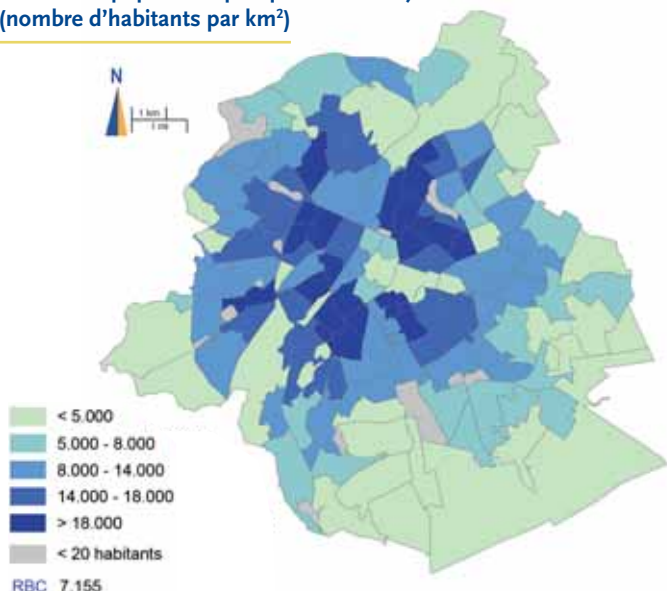 (nombre d'habitants par km²)
N
1 km
1 mi
< 5.000
5.000 - 8.000
8.000 - 14.000
14.000 - 18.000
> 18.000
< 20 habitants
RBC 7.155